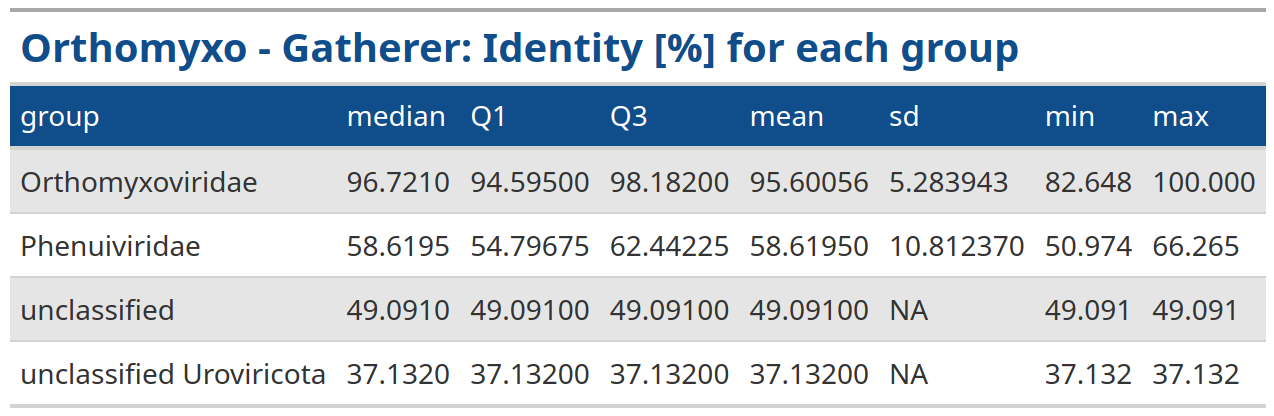 Orthomyxo - Gatherer: Identity [%] for each group
group median Q1 Q3 mean sd min max
Orthomyxoviridae 96.7210 94.59500 98.18200 95.60056 5.283943 82.648 100.000
Phenuiviridae 58.6195 54.79675 62.44225 58.61950 10.812370 50.974 66.265
unclassified 49.0910 49.09100 49.09100 49.09100 NA 49.091 49.091
unclassified Uroviricota 37.1320 37.13200 37.13200 37.13200 NA 37.132 37.132